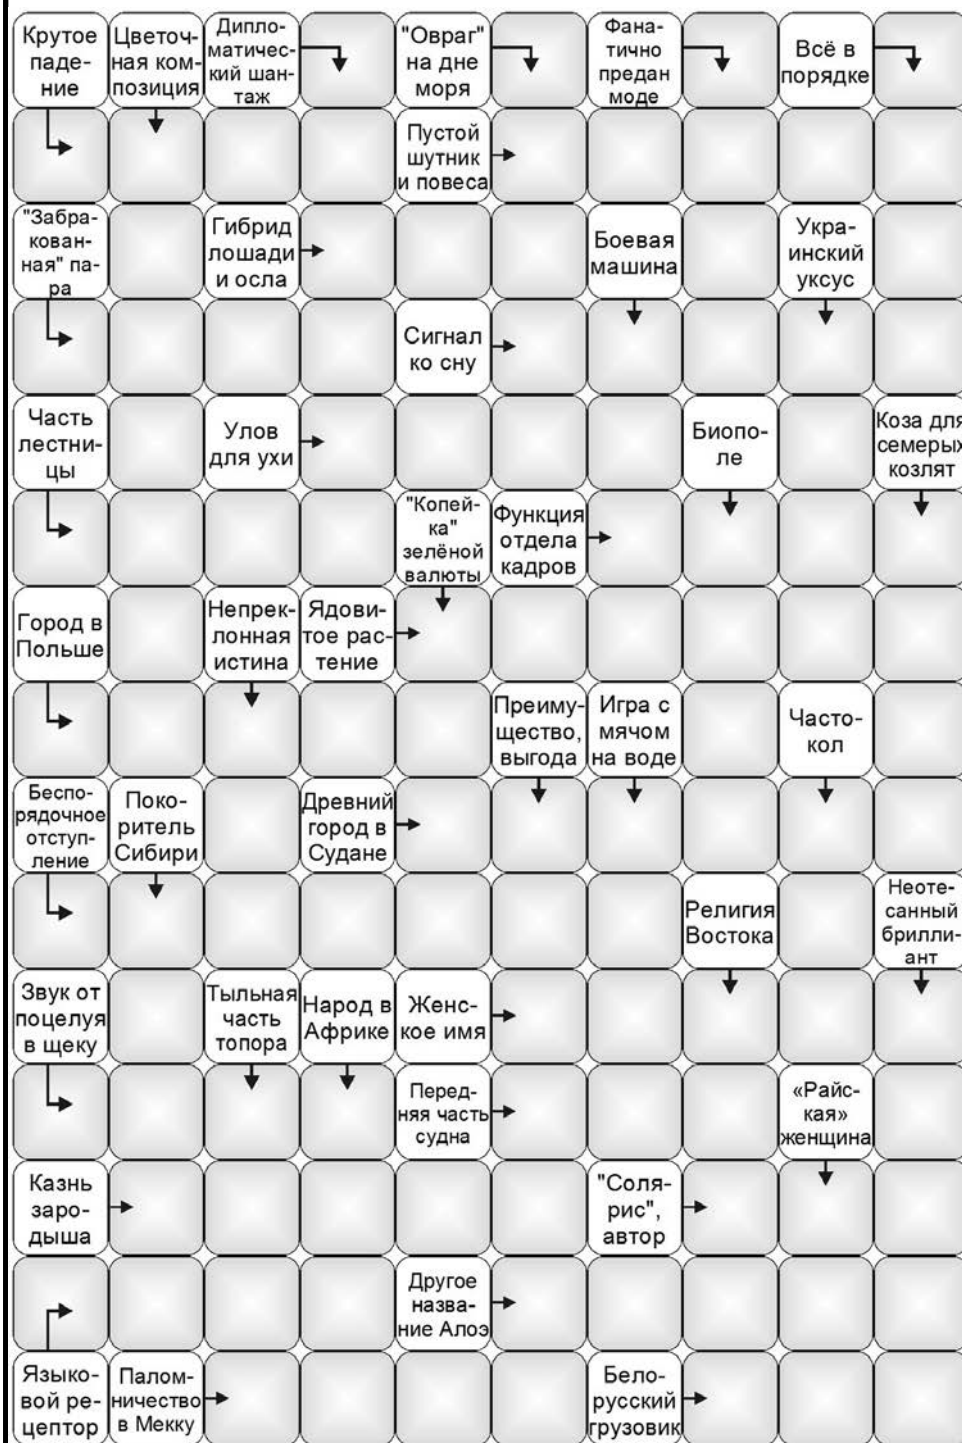 Крутое
паде-
ние
Цветоч-
ная ком-
позиция
Дипло-
матичес-
кий шан-
таж
"Овраг"
на дне
моря
Фана-
тично
предан
моде
Всё в
порядке
Пустой
шутник
и повеса
"Забра-
кован-
ная" па-
ра
Гибрид
лошади
и осла
Боевая
машина
Укра-
инский
уксус
Сигнал
ко сну
Часть
лестни-
цы
Улов
для ухи
Биопо-
ле
Коза для
семерых
козлят
"Копей-
ка"
зелёной
валюты
Функция
отдела
кадров
Город в
Польше
Непрек-
лонная
истина
Ядови-
тое рас-
тение
Преиму-
щество,
выгода
Игра с
мячом
на воде
Часто-
кол
Беспо-
рядочное
отступ-
ление
Поко-
ритель
Сибири
Древний
город в
Судане
Религия
Востока
Неоте-
санный
брилли-
ант
Звук от
поцелуя
в щеку
Тыльная
часть
топора
Народ в
Африке
Женс-
кое имя
Перед-
няя часть
судна
«Райс-
кая»
женщина
Казнь
заро-
дыша
"Соля-
рис",
автор
Другое
назва-
ние Алоэ
Языко-
вой ре-
цептор
Палом-
ничество
в Мекку
Бело-
русский
грузовик